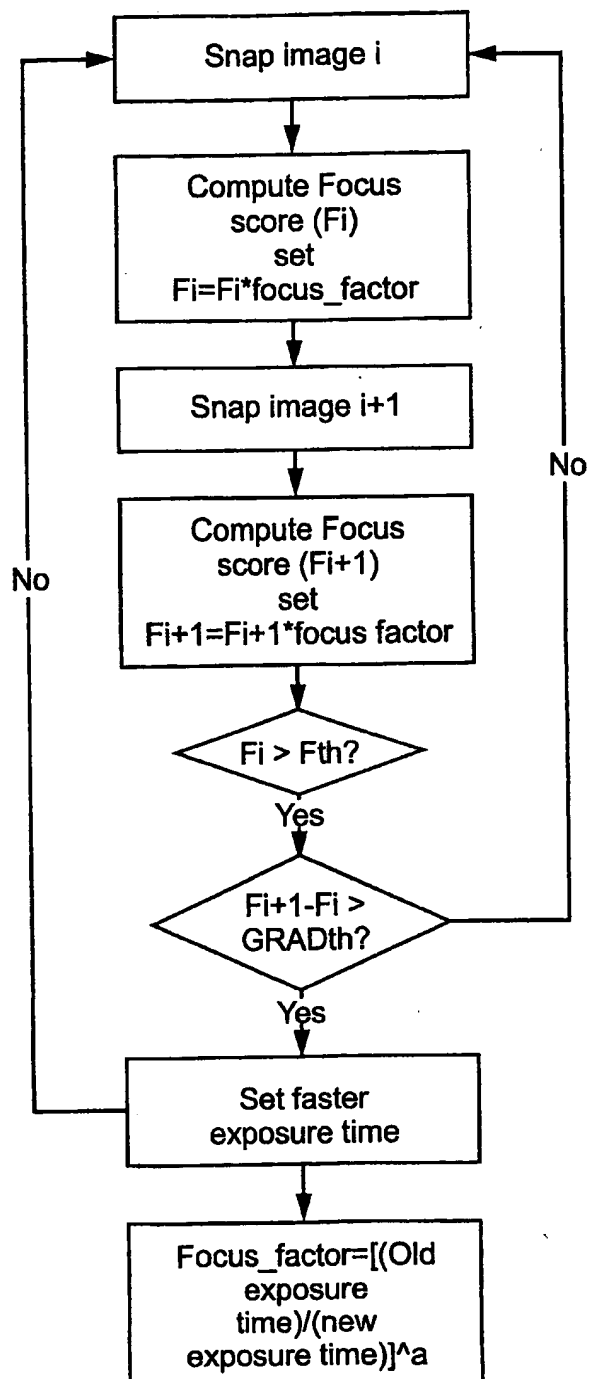 Snap image i
Compute Focus
score (Fi)
set
Fi=Fi*focus_factor
Snap image i+1
No
Compute Focus
score (Fi+1)
set
Fi+1=Fi+1*focus factor
No
Fi > Fth?
Yes
Fi+1-Fi >
GRADth?
Yes
Set faster
exposure time
Focus_factor=[(Old
exposure
time)/(new
exposure time)]^a